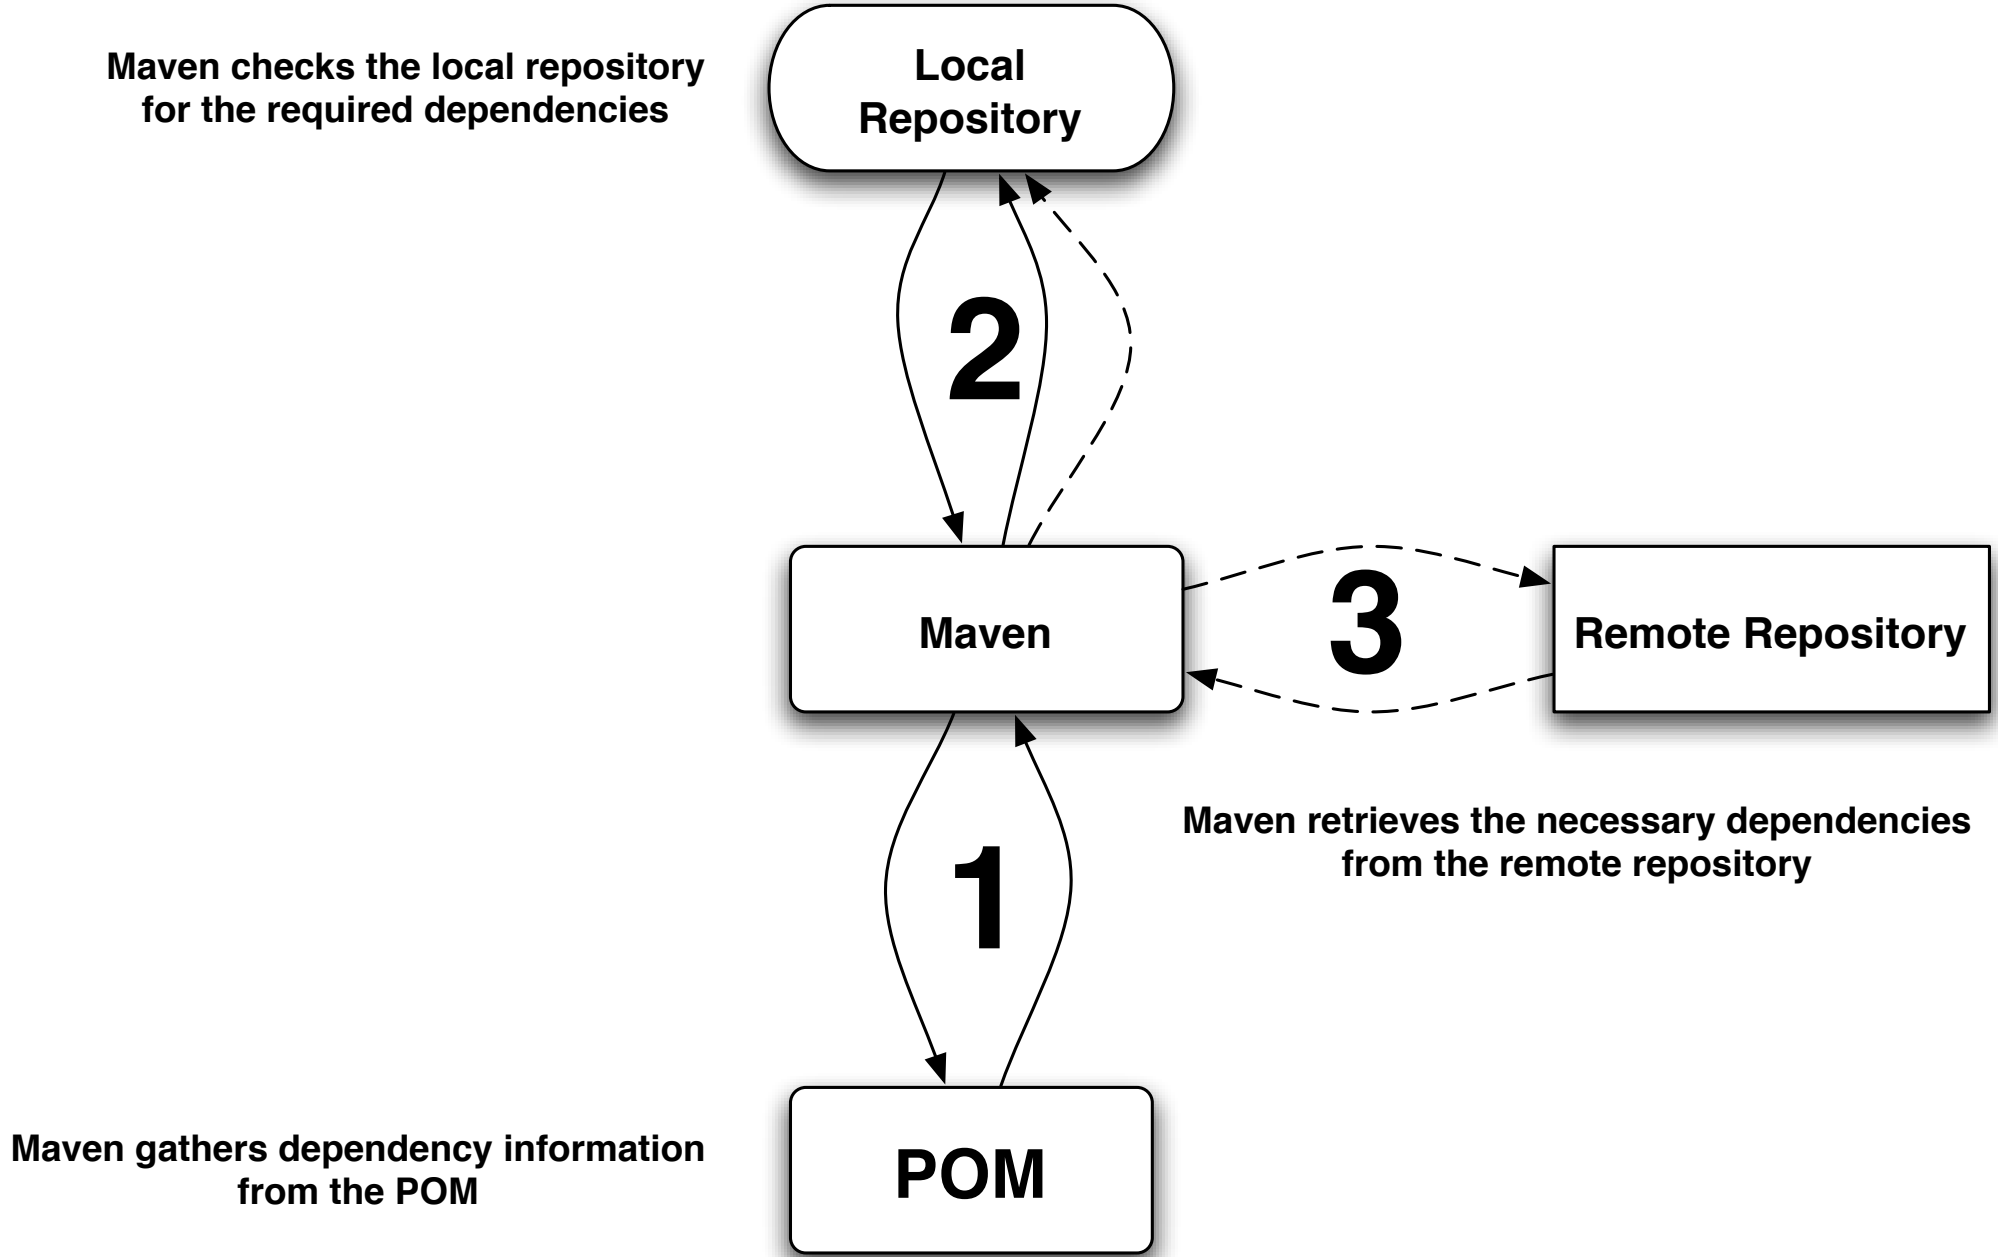 Maven checks the local repository
for the required dependencies
Local
Repository
2
Maven
3
Remote Repository
Maven retrieves the necessary dependencies
from the remote repository
1
Maven gathers dependency information
from the POM
POM